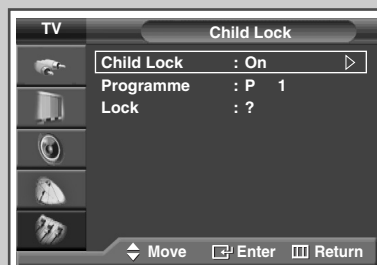 TV
Child Lock
Child Lock : On
Programme : P 1
Lock : ?
Move Enter Return